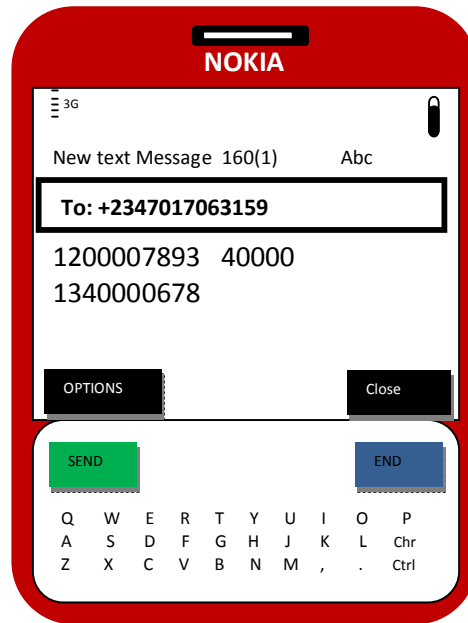 NOKIA
3G
New text Message 160(1) Abc
To: +2347017063159
1200007893 40000
1340000678
OPTIONS Close
SEND END
Q W E R T Y U I O P
A S D F G H J K L Chr
Z X C V B N M , . Ctrl